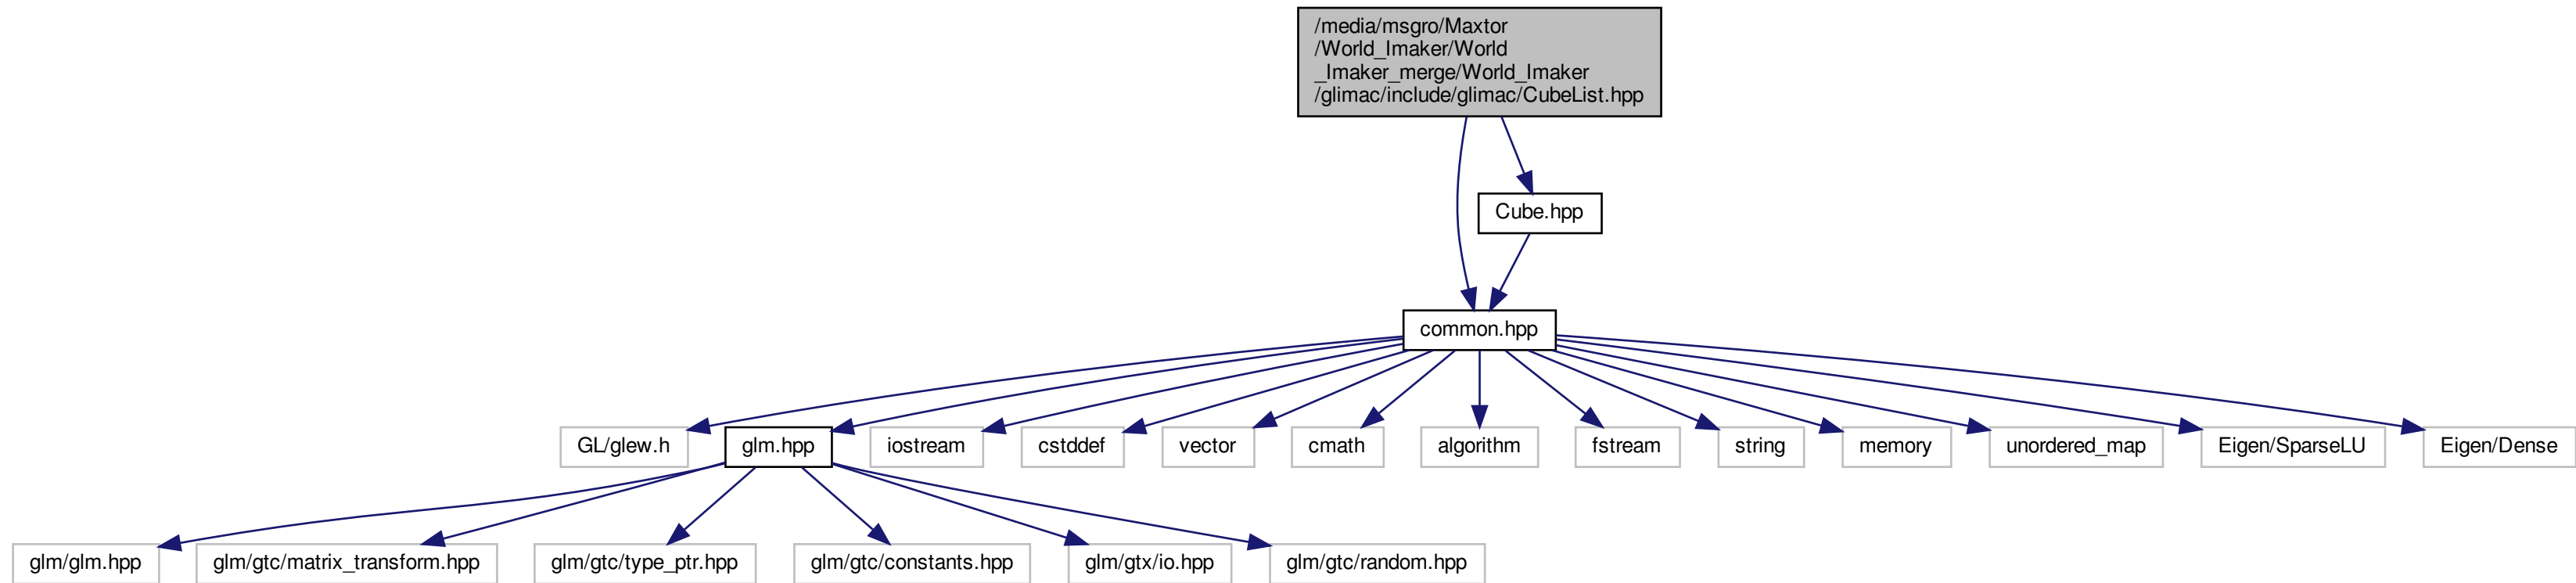 /media/msgro/Maxtor
/World_Imaker/World
_Imaker_merge/World_Imaker
/glimac/include/glimac/CubeList.hpp
Cube.hpp
common.hpp
GL/glew.h
glm.hpp
iostream
cstddef
vector
cmath
algorithm
fstream
string
memory
unordered_map
Eigen/SparseLU
Eigen/Dense
glm/glm.hpp
glm/gtc/matrix_transform.hpp
glm/gtc/type_ptr.hpp
glm/gtc/constants.hpp
glm/gtx/io.hpp
glm/gtc/random.hpp